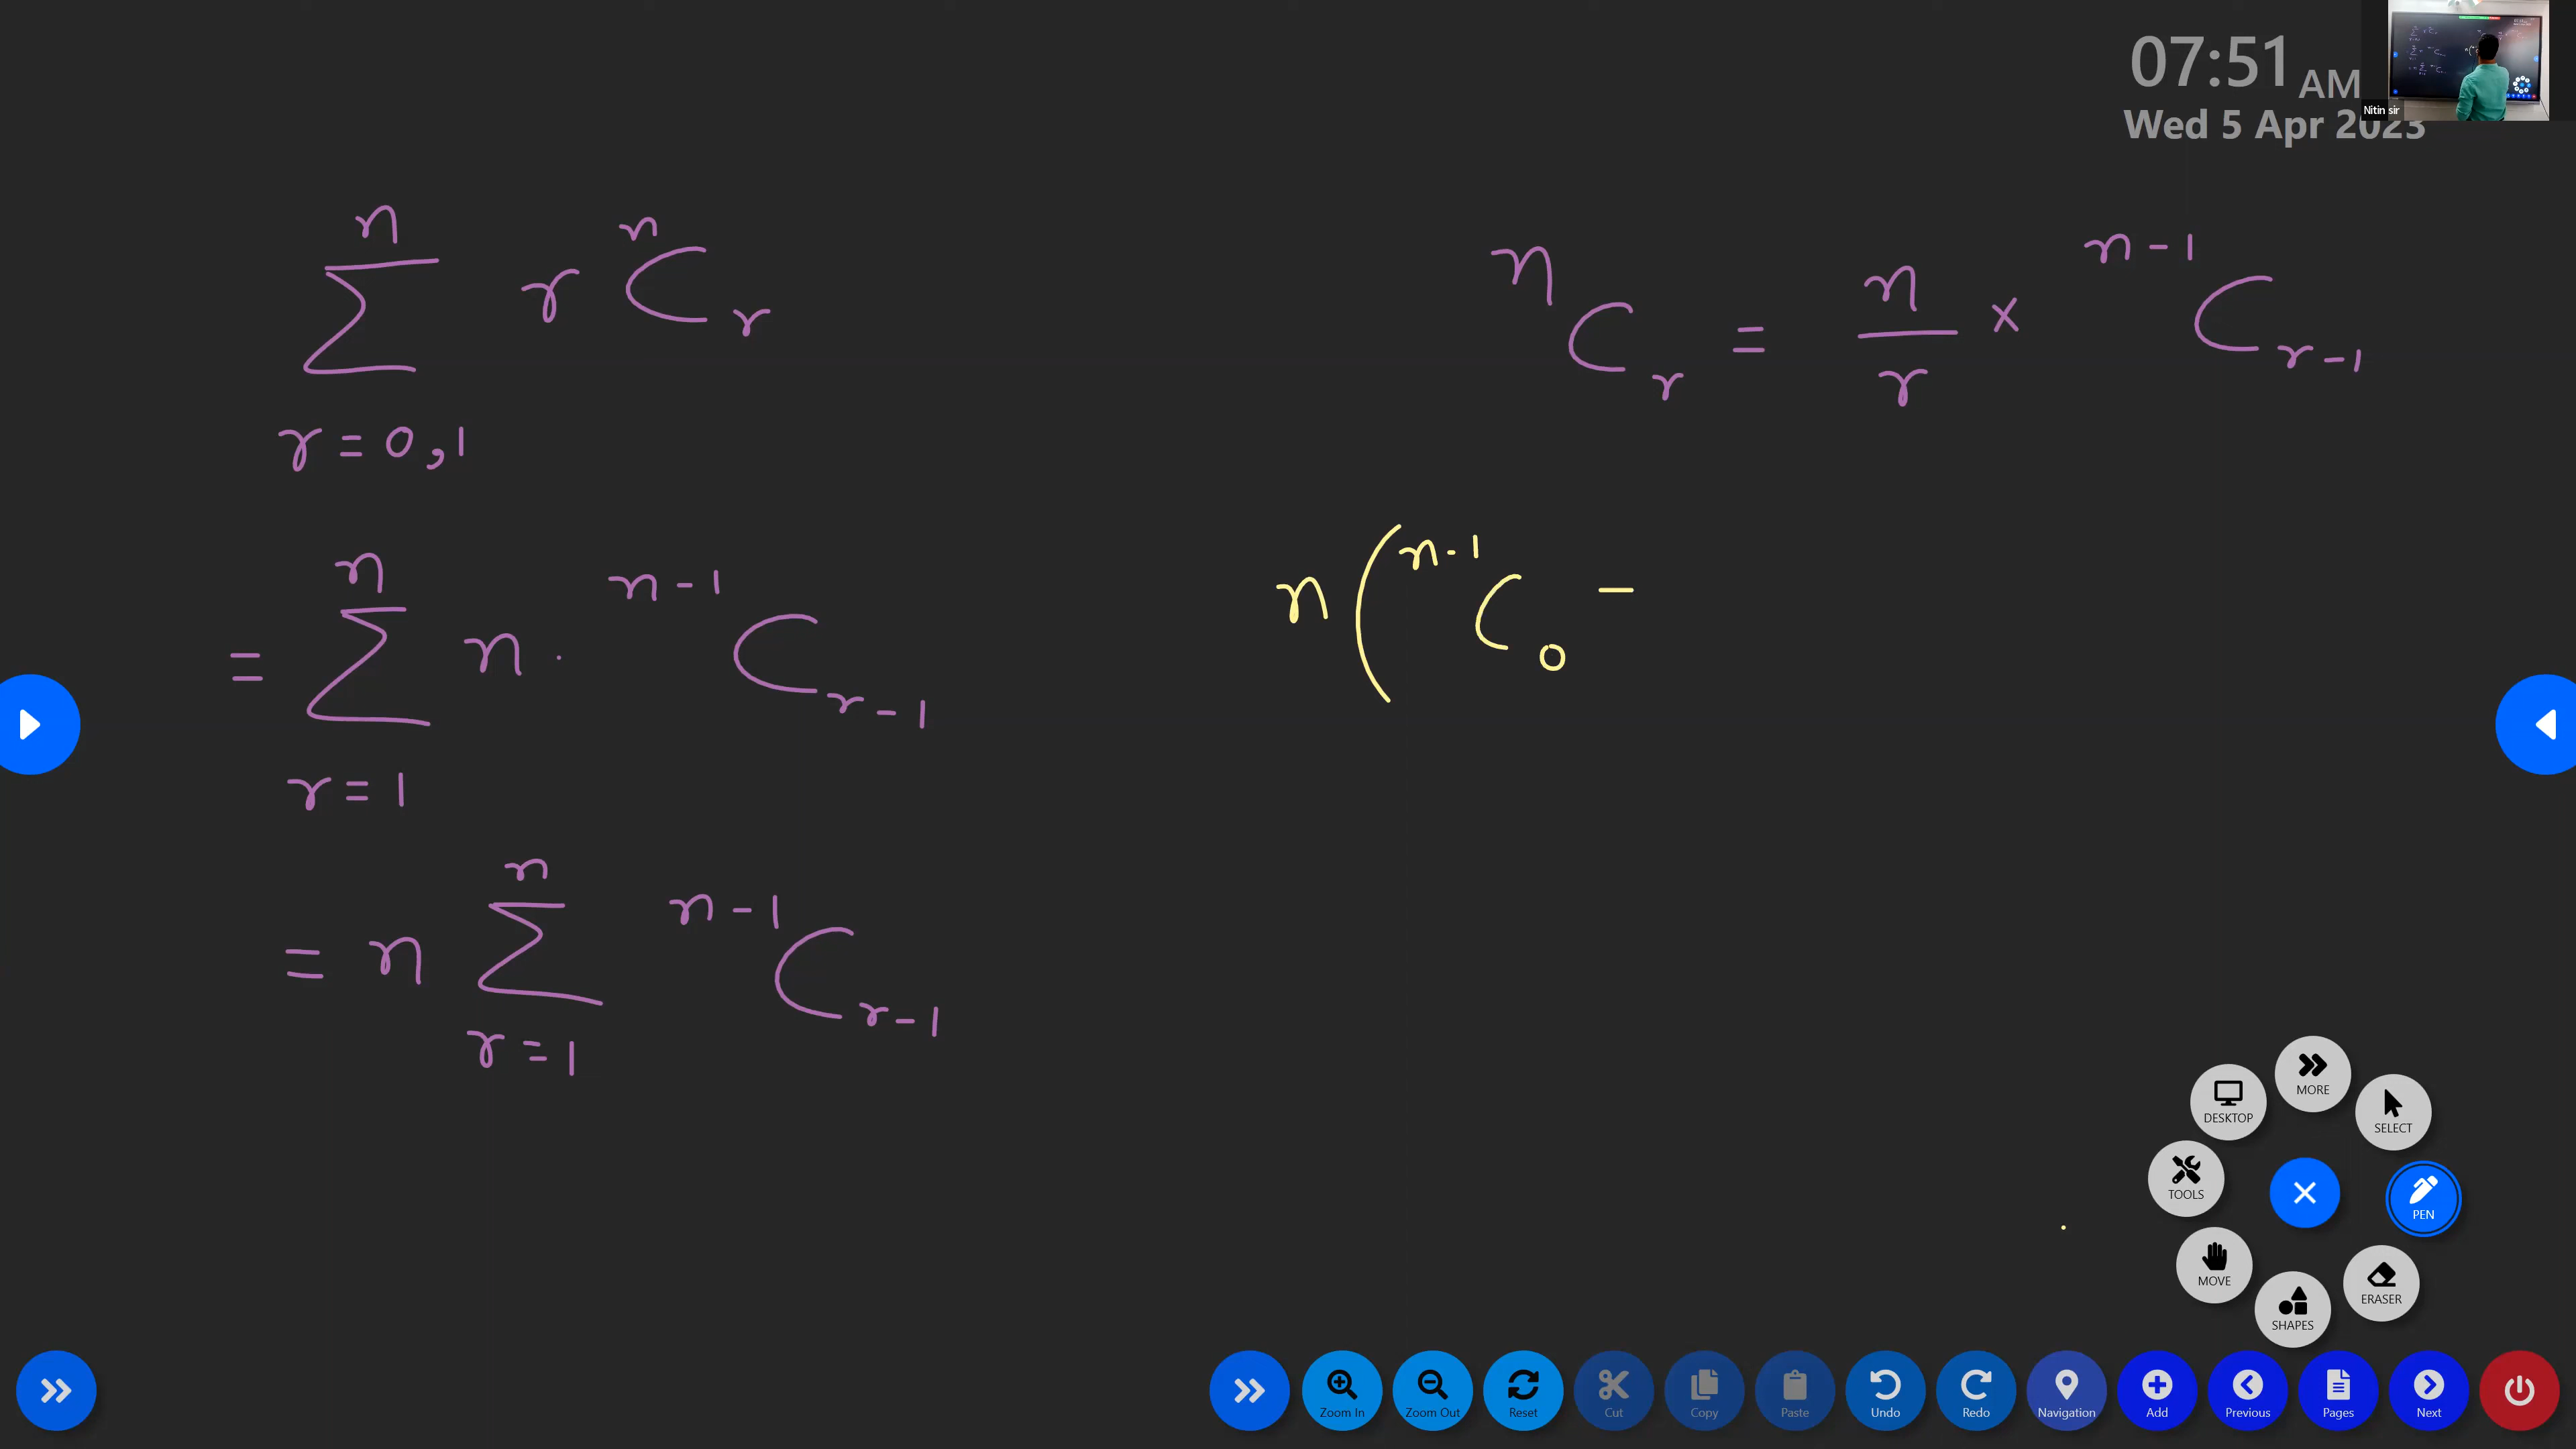 07:51 AM
Wed 5 Apr 2023
Nitin sir
n
∑ r ⁿCᵣ
r = 0,1
ⁿCᵣ = n/r × ⁿ⁻¹Cᵣ₋₁
n
= ∑ n · ⁿ⁻¹Cᵣ₋₁
r = 1
n ( ⁿ⁻¹C₀ –
n
= n ∑ ⁿ⁻¹Cᵣ₋₁
r = 1
MORE
DESKTOP
SELECT
TOOLS
PEN
MOVE
ERASER
SHAPES
Zoom In Zoom Out Reset Cut Copy Paste Undo Redo Navigation Add Previous Pages Next